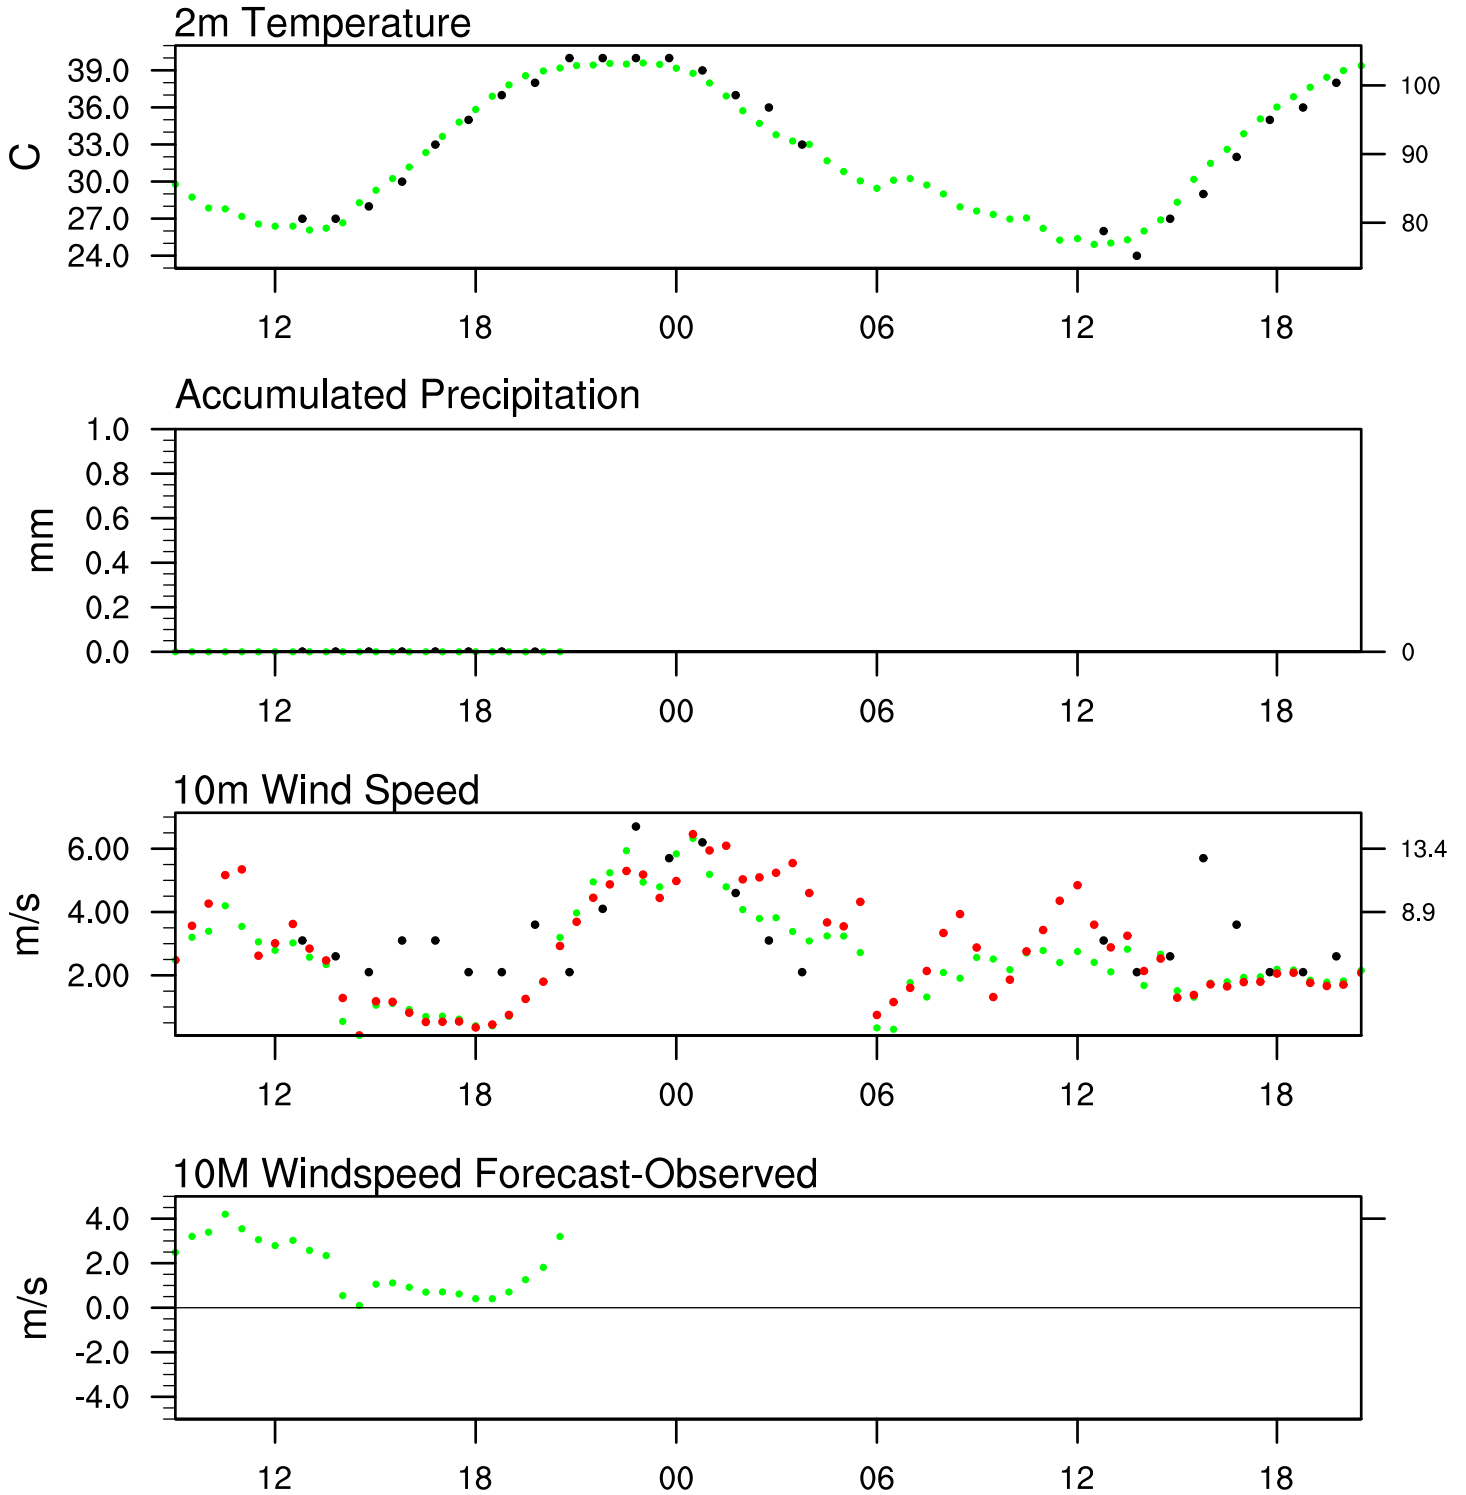 2m Temperature
39.0
36.0
33.0
30.0
27.0
24.0
C
100
90
80
12 18 00 06 12 18
Accumulated Precipitation
1.0
0.8
0.6
0.4
0.2
0.0
mm
0
12 18 00 06 12 18
10m Wind Speed
6.00
4.00
2.00
m/s
13.4
8.9
12 18 00 06 12 18
10M Windspeed Forecast-Observed
4.0
2.0
0.0
-2.0
-4.0
m/s
12 18 00 06 12 18